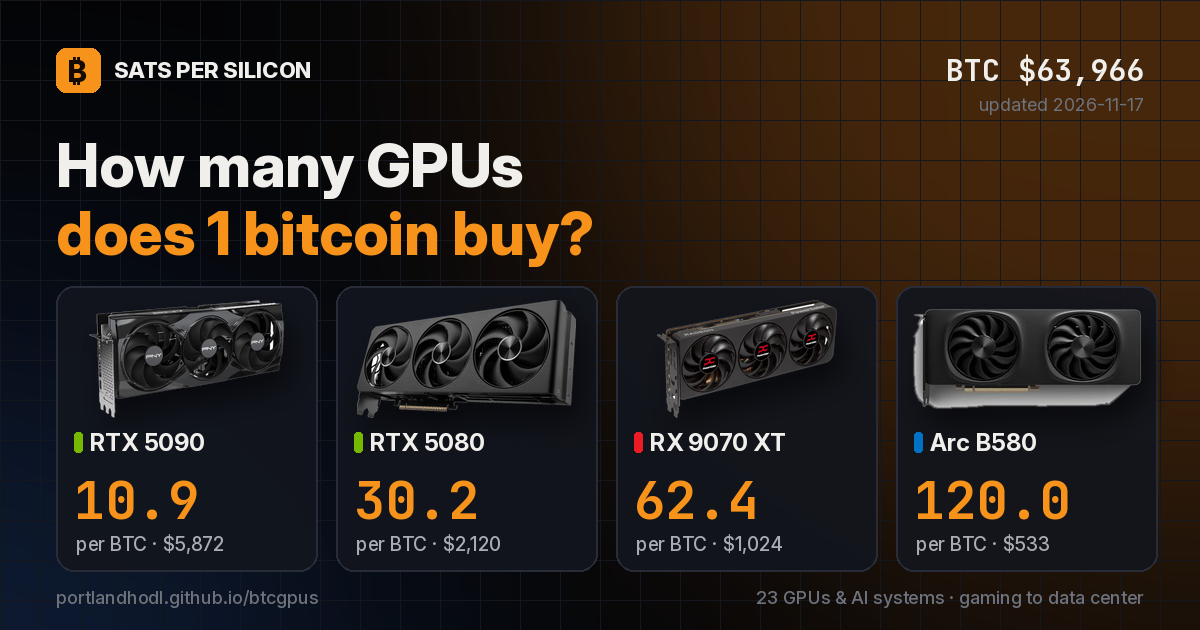 SATS PER SILICON
BTC $63,966
updated 2026-11-17
How many GPUs
does 1 bitcoin buy?
PNY PNY PNY
RTX 5090
10.9
per BTC · $5,872
RTX 5080
30.2
per BTC · $2,120
RX 9070 XT
62.4
per BTC · $1,024
Arc B580
120.0
per BTC · $533
portlandhodl.github.io/btcgpus
23 GPUs & AI systems · gaming to data center